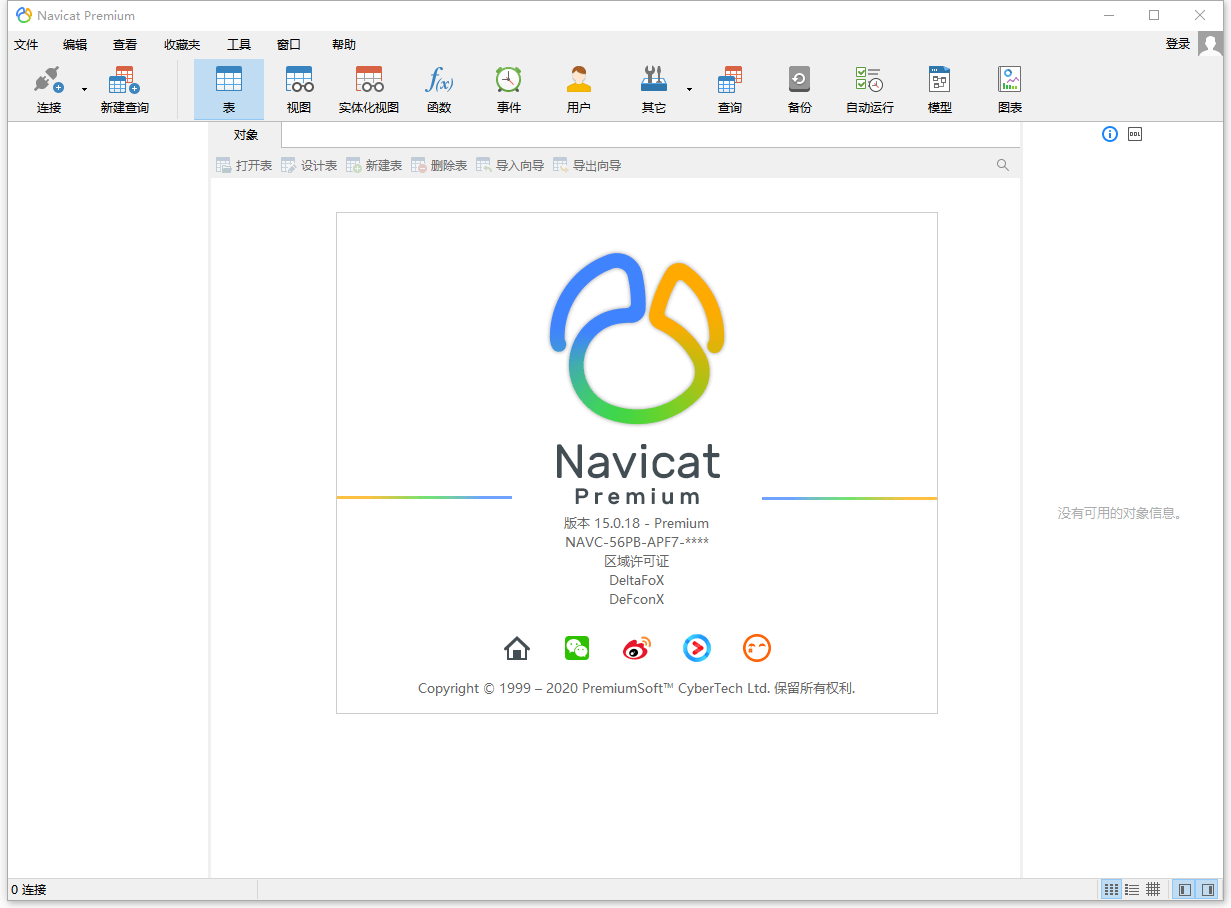 Navicat Premium
文件 编辑 查看 收藏夹 工具 窗口 帮助 登录
连接 新建查询 表 视图 实体化视图 函数 事件 用户 其它 查询 备份 自动运行 模型 图表
对象
DDL
打开表 设计表 新建表 删除表 导入向导 导出向导
Navicat
Premium
版本 15.0.18 - Premium
NAVC-56PB-APF7-****
区域许可证
DeltaFoX
DeFconX
没有可用的对象信息。
Copyright © 1999 – 2020 PremiumSoft™ CyberTech Ltd. 保留所有权利.
0 连接